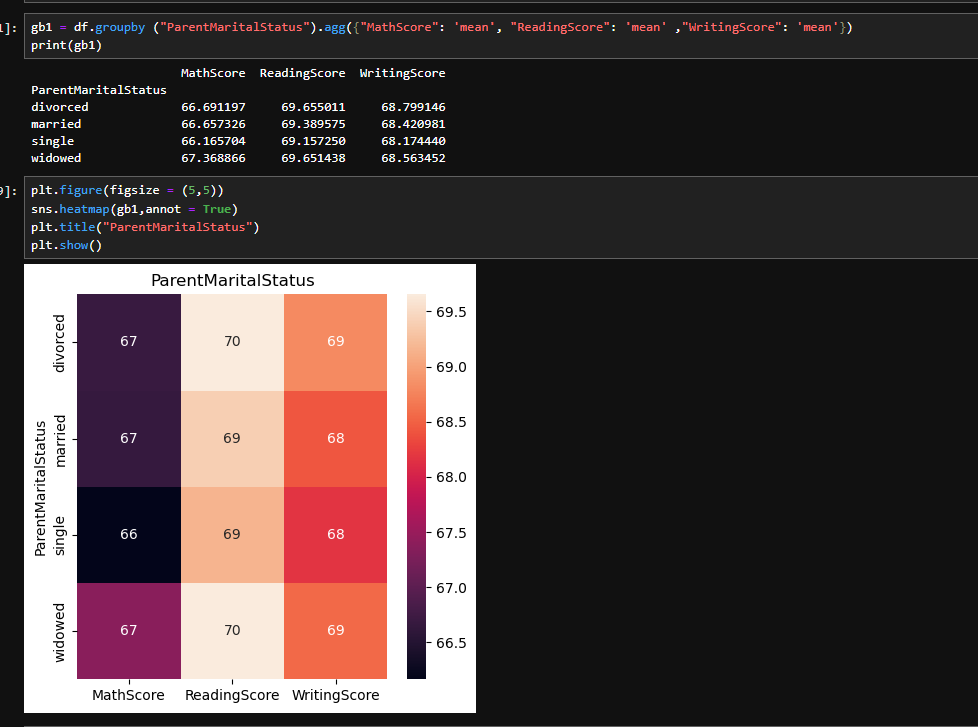 1]:
gb1 = df.groupby ("ParentMaritalStatus").agg({"MathScore": 'mean', "ReadingScore": 'mean' ,"WritingScore": 'mean'})
print(gb1)
MathScore ReadingScore WritingScore
ParentMaritalStatus
divorced 66.691197 69.655011 68.799146
married 66.657326 69.389575 68.420981
single 66.165704 69.157250 68.174440
widowed 67.368866 69.651438 68.563452
9]:
plt.figure(figsize = (5,5))
sns.heatmap(gb1,annot = True)
plt.title("ParentMaritalStatus")
plt.show()
ParentMaritalStatus
divorced 67 70 69
married 67 69 68
single 66 69 68
widowed 67 70 69
ParentMaritalStatus
MathScore ReadingScore WritingScore
69.5
69.0
68.5
68.0
67.5
67.0
66.5